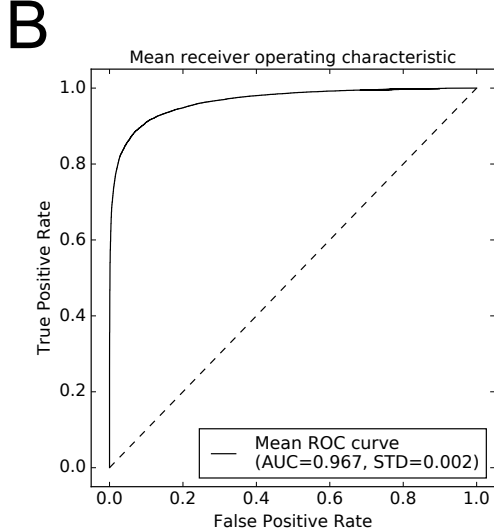 B
Mean receiver operating characteristic
1.0
0.8
0.6
0.4
0.2
0.0
True Positive Rate
Mean ROC curve
(AUC=0.967, STD=0.002)
0.0 0.2 0.4 0.6 0.8 1.0
False Positive Rate